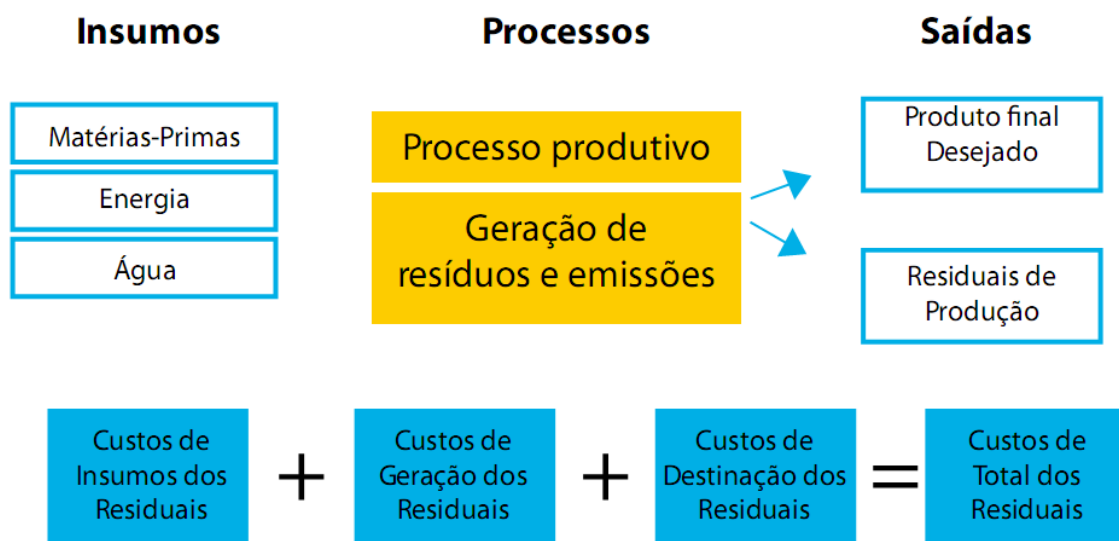 Insumos
Processos
Saídas
Matérias-Primas
Energia
Água
Processo produtivo
Geração de
resíduos e emissões
Produto final
Desejado
Residuais de
Produção
Custos de
Insumos dos
Residuais
+
Custos de
Geração dos
Residuais
+
Custos de
Destinação dos
Residuais
=
Custos de
Total dos
Residuais